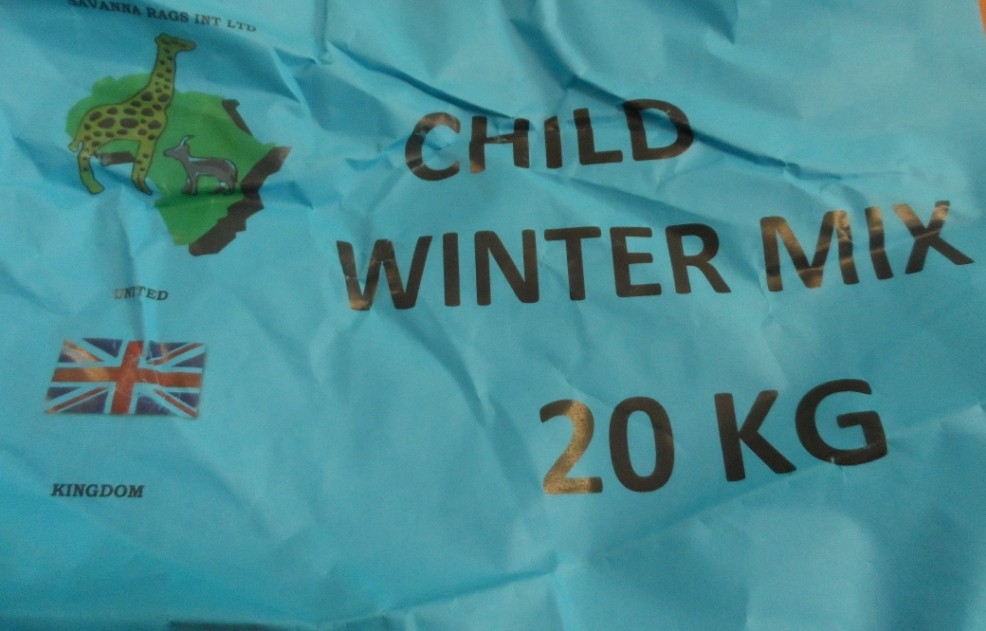 SAVANNA RAGS INT LTD
CHILD
WINTER MIX
20 KG
UNITED
KINGDOM